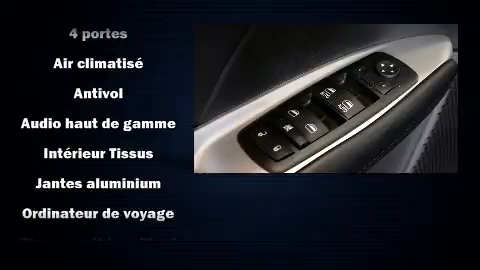 4 portes
Air climatisé
Antivol
Audio haut de gamme
Intérieur Tissus
Jantes aluminium
Ordinateur de voyage